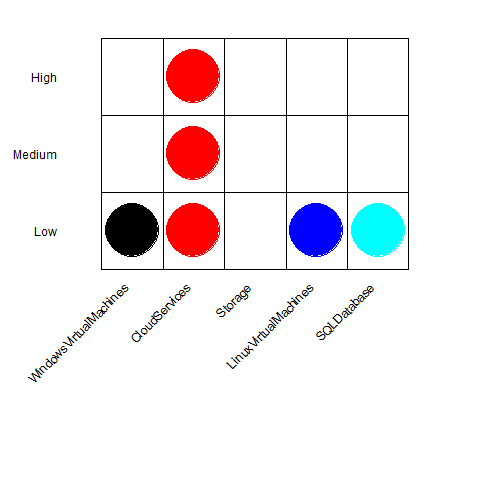 High
Medium
Low
WindowsVirtualMachines
CloudServices
Storage
LinuxVirtualMachines
SQLDatabase